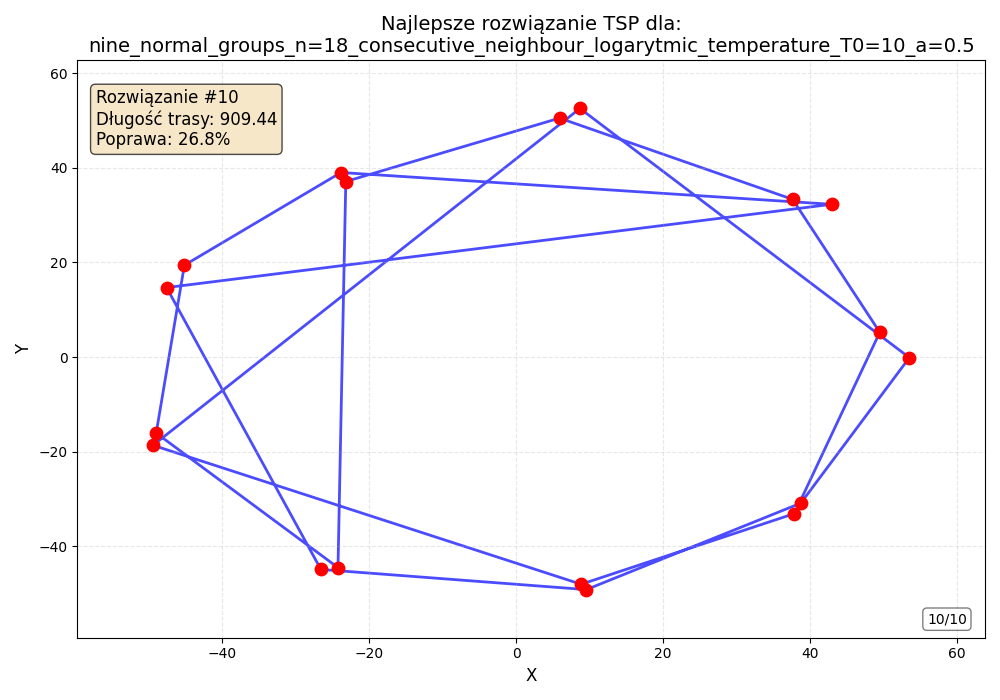 Najlepsze rozwiązanie TSP dla:
nine_normal_groups_n=18_consecutive_neighbour_logarytmic_temperature_T0=10_a=0.5
Rozwiązanie #10
Długość trasy: 909.44
Poprawa: 26.8%
60
40
20
0
−20
−40
Y
10/10
−40
−20
0
20
40
60
X